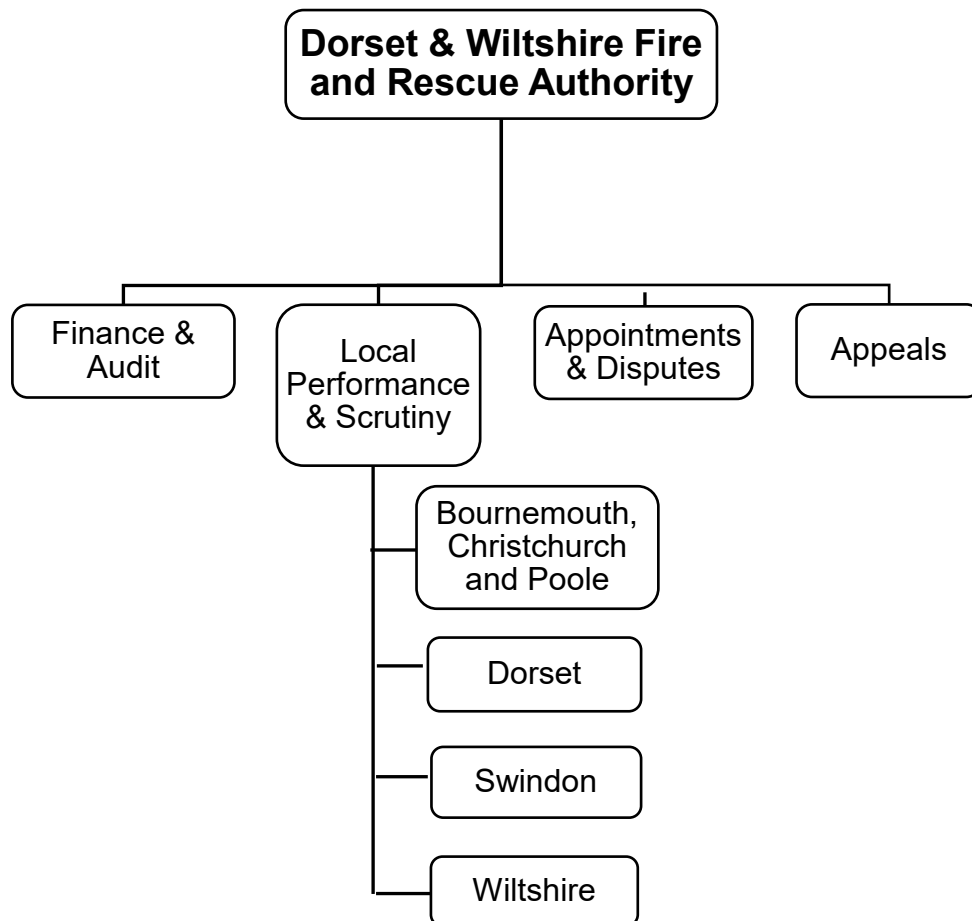 Dorset & Wiltshire Fire
and Rescue Authority
Finance &
Audit
Local
Performance
& Scrutiny
Appointments
& Disputes
Appeals
Bournemouth,
Christchurch
and Poole
Dorset
Swindon
Wiltshire